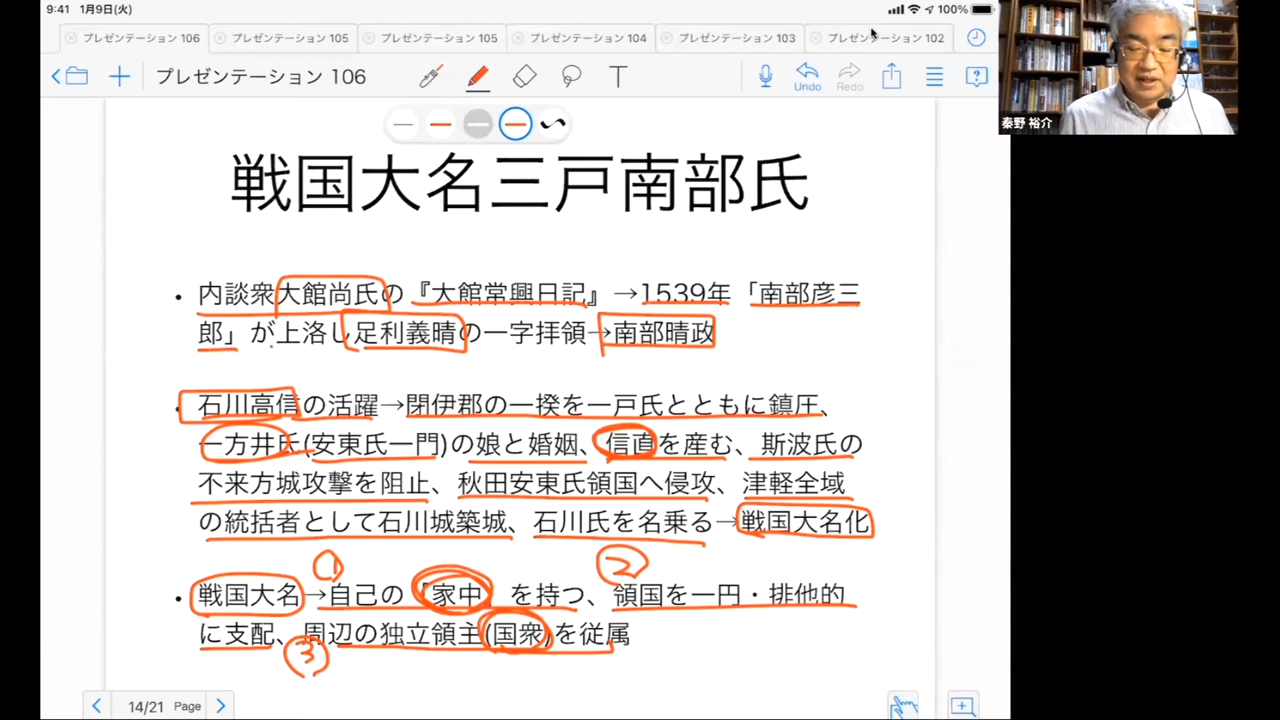 9:41 1月9日(火) 100%
プレゼンテーション 106 プレゼンテーション 105 プレゼンテーション 105 プレゼンテーション 104 プレゼンテーション 103 プレゼンテーション 102
プレゼンテーション 106 T Undo Redo
秦野 裕介
戦国大名三戸南部氏
• 内談衆大館尚氏の『大館常興日記』→1539年「南部彦三
郎」が上洛し足利義晴の一字拝領→南部晴政
• 石川高信の活躍→閉伊郡の一揆を一戸氏とともに鎮圧、
一方井氏(安東氏一門)の娘と婚姻、信直を産む、斯波氏の
不来方城攻撃を阻止、秋田安東氏領国へ侵攻、津軽全域
の統括者として石川城築城、石川氏を名乗る→戦国大名化
① ②
• 戦国大名→自己の「家中」を持つ、領国を一円・排他的
に支配、周辺の独立領主(国衆)を従属
③
14/21 Page